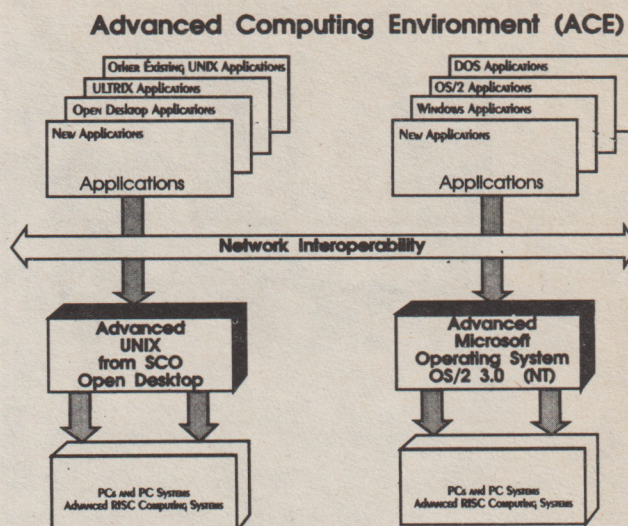 Advanced Computing Environment (ACE)
Other Existing UNIX Applications
ULTRIX Applications
Open Desktop Applications
New Applications
Applications
DOS Applications
OS/2 Applications
Windows Applications
New Applications
Applications
Network Interoperability
Advanced
UNIX
from SCO
Open Desktop
Advanced
Microsoft
Operating System
OS/2 3.0 (NT)
PCs and PC Systems
Advanced RISC Computing Systems
PCs and PC Systems
Advanced RISC Computing Systems